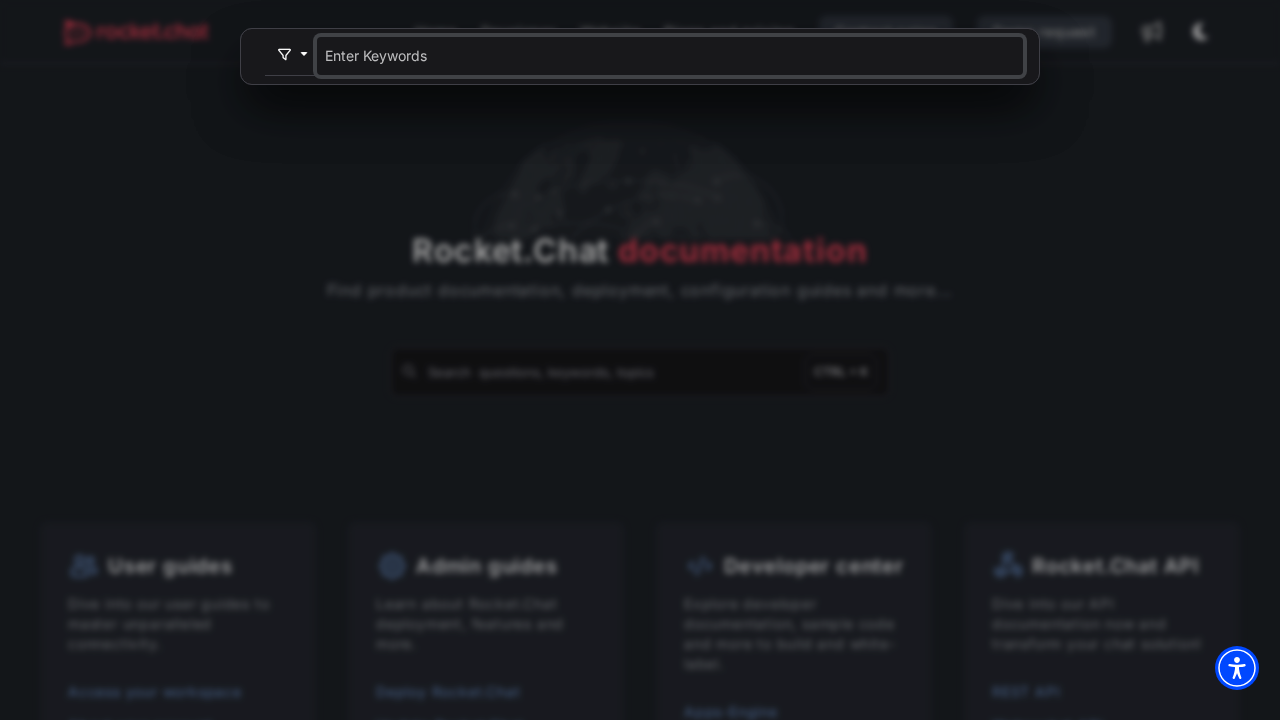 rocket.chat
Enter Keywords
Rocket.Chat documentation
Find product documentation, deployment, configuration guides and more...
Search questions, keywords, topics
CTRL + K
User guides
Dive into our user guides to
master unparalleled
connectivity.
Access your workspace
Admin guides
Learn about Rocket.Chat
deployment, features and
more.
Deploy Rocket.Chat
Developer center
Explore developer
documentation, sample code
and more to build and white-
label.
Apps-Engine
Rocket.Chat API
Dive into our API
documentation now and
transform your chat solution!
REST API